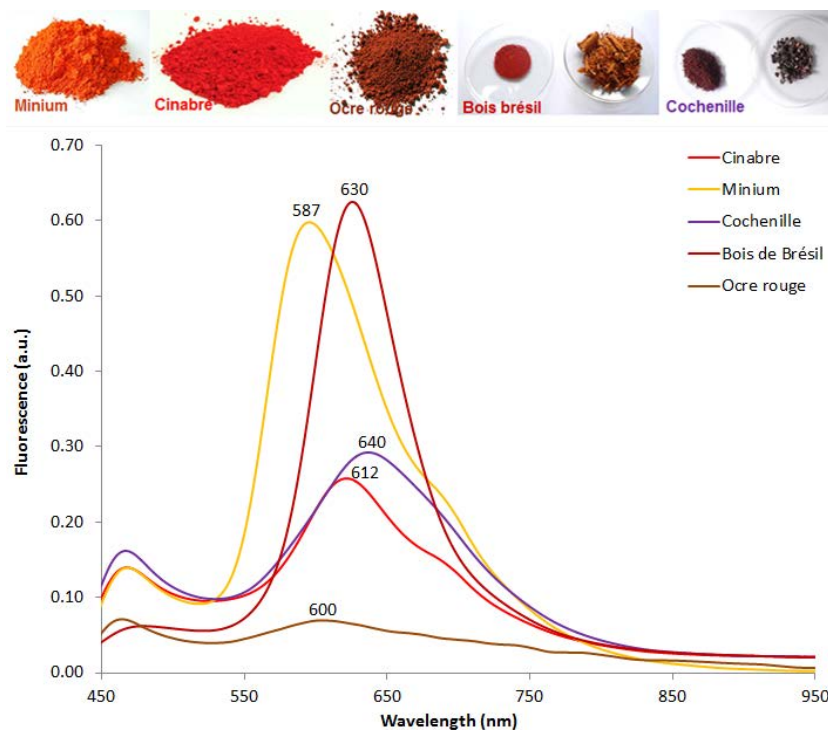 Minium
Cinabre
Ocre rouge
Bois brésil
Cochenille
0.70
0.60
0.50
0.40
0.30
0.20
0.10
0.00
Fluorescence (a.u.)
587
630
640
612
600
Cinabre
Minium
Cochenille
Bois de Brésil
Ocre rouge
450
550
650
750
850
950
Wavelength (nm)